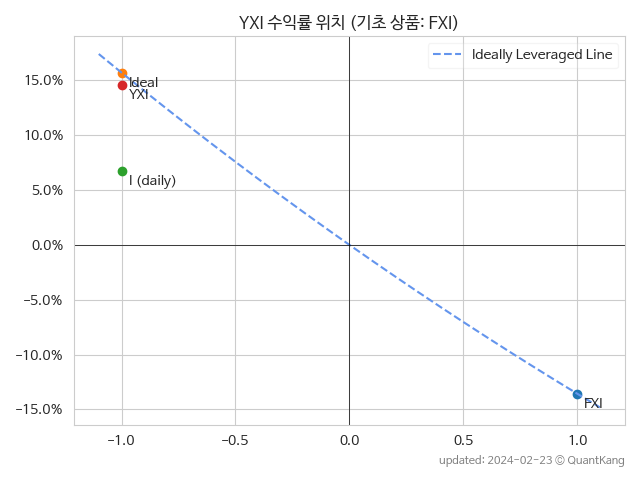 YXI 수익률 위치 (기초 상품: FXI)
Ideally Leveraged Line
15.0%
10.0%
5.0%
0.0%
−5.0%
−10.0%
−15.0%
Ideal
YXI
I (daily)
FXI
−1.0
−0.5
0.0
0.5
1.0
updated: 2024-02-23 © QuantKang